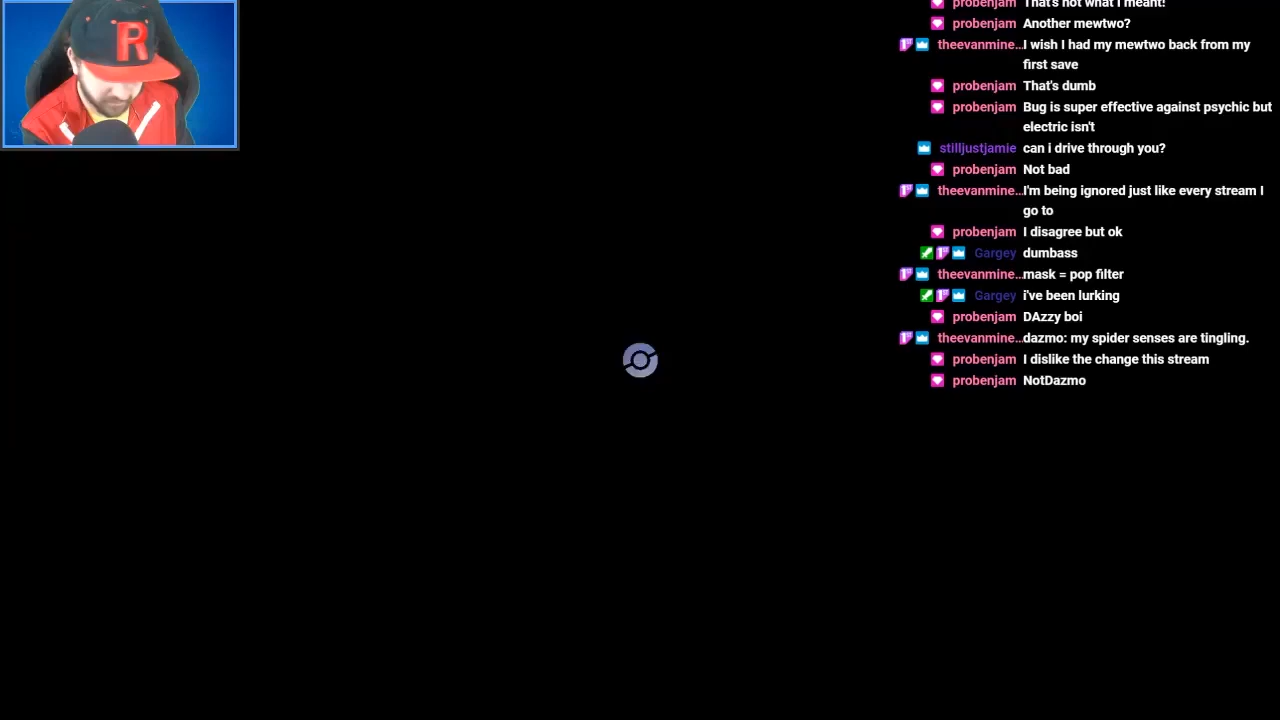 probenjam That's not what I meant!
probenjam Another mewtwo?
theevanmine...I wish I had my mewtwo back from my
first save
probenjam That's dumb
probenjam Bug is super effective against psychic but
electric isn't
stilljustjamie can i drive through you?
probenjam Not bad
theevanmine...I'm being ignored just like every stream I
go to
probenjam I disagree but ok
Gargey dumbass
theevanmine...mask = pop filter
Gargey i've been lurking
probenjam DAzzy boi
theevanmine...dazmo: my spider senses are tingling.
probenjam I dislike the change this stream
probenjam NotDazmo
R